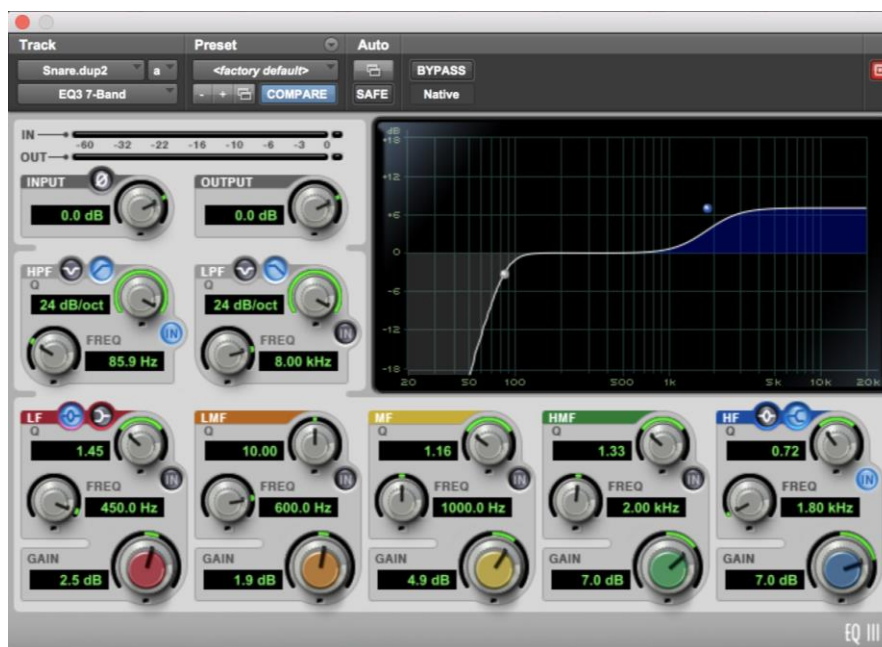 Track Preset Auto
Snare.dup2 a <factory default> BYPASS
EQ3 7-Band - + COMPARE SAFE Native
IN
-60 -32 -22 -16 -10 -6 -3 0
OUT
INPUT Ø OUTPUT
0.0 dB 0.0 dB
HPF LPF
Q Q
24 dB/oct 24 dB/oct
IN IN
FREQ FREQ
85.9 Hz 8.00 kHz
dB
+18
+12
+6
0
-6
-12
-18
20 50 100 500 1k 5k 10k 20k
LF LMF MF HMF HF
Q Q Q Q Q
1.45 10.00 1.16 1.33 0.72
IN IN IN IN IN
FREQ FREQ FREQ FREQ FREQ
450.0 Hz 600.0 Hz 1000.0 Hz 2.00 kHz 1.80 kHz
GAIN GAIN GAIN GAIN GAIN
2.5 dB 1.9 dB 4.9 dB 7.0 dB 7.0 dB
EQ III